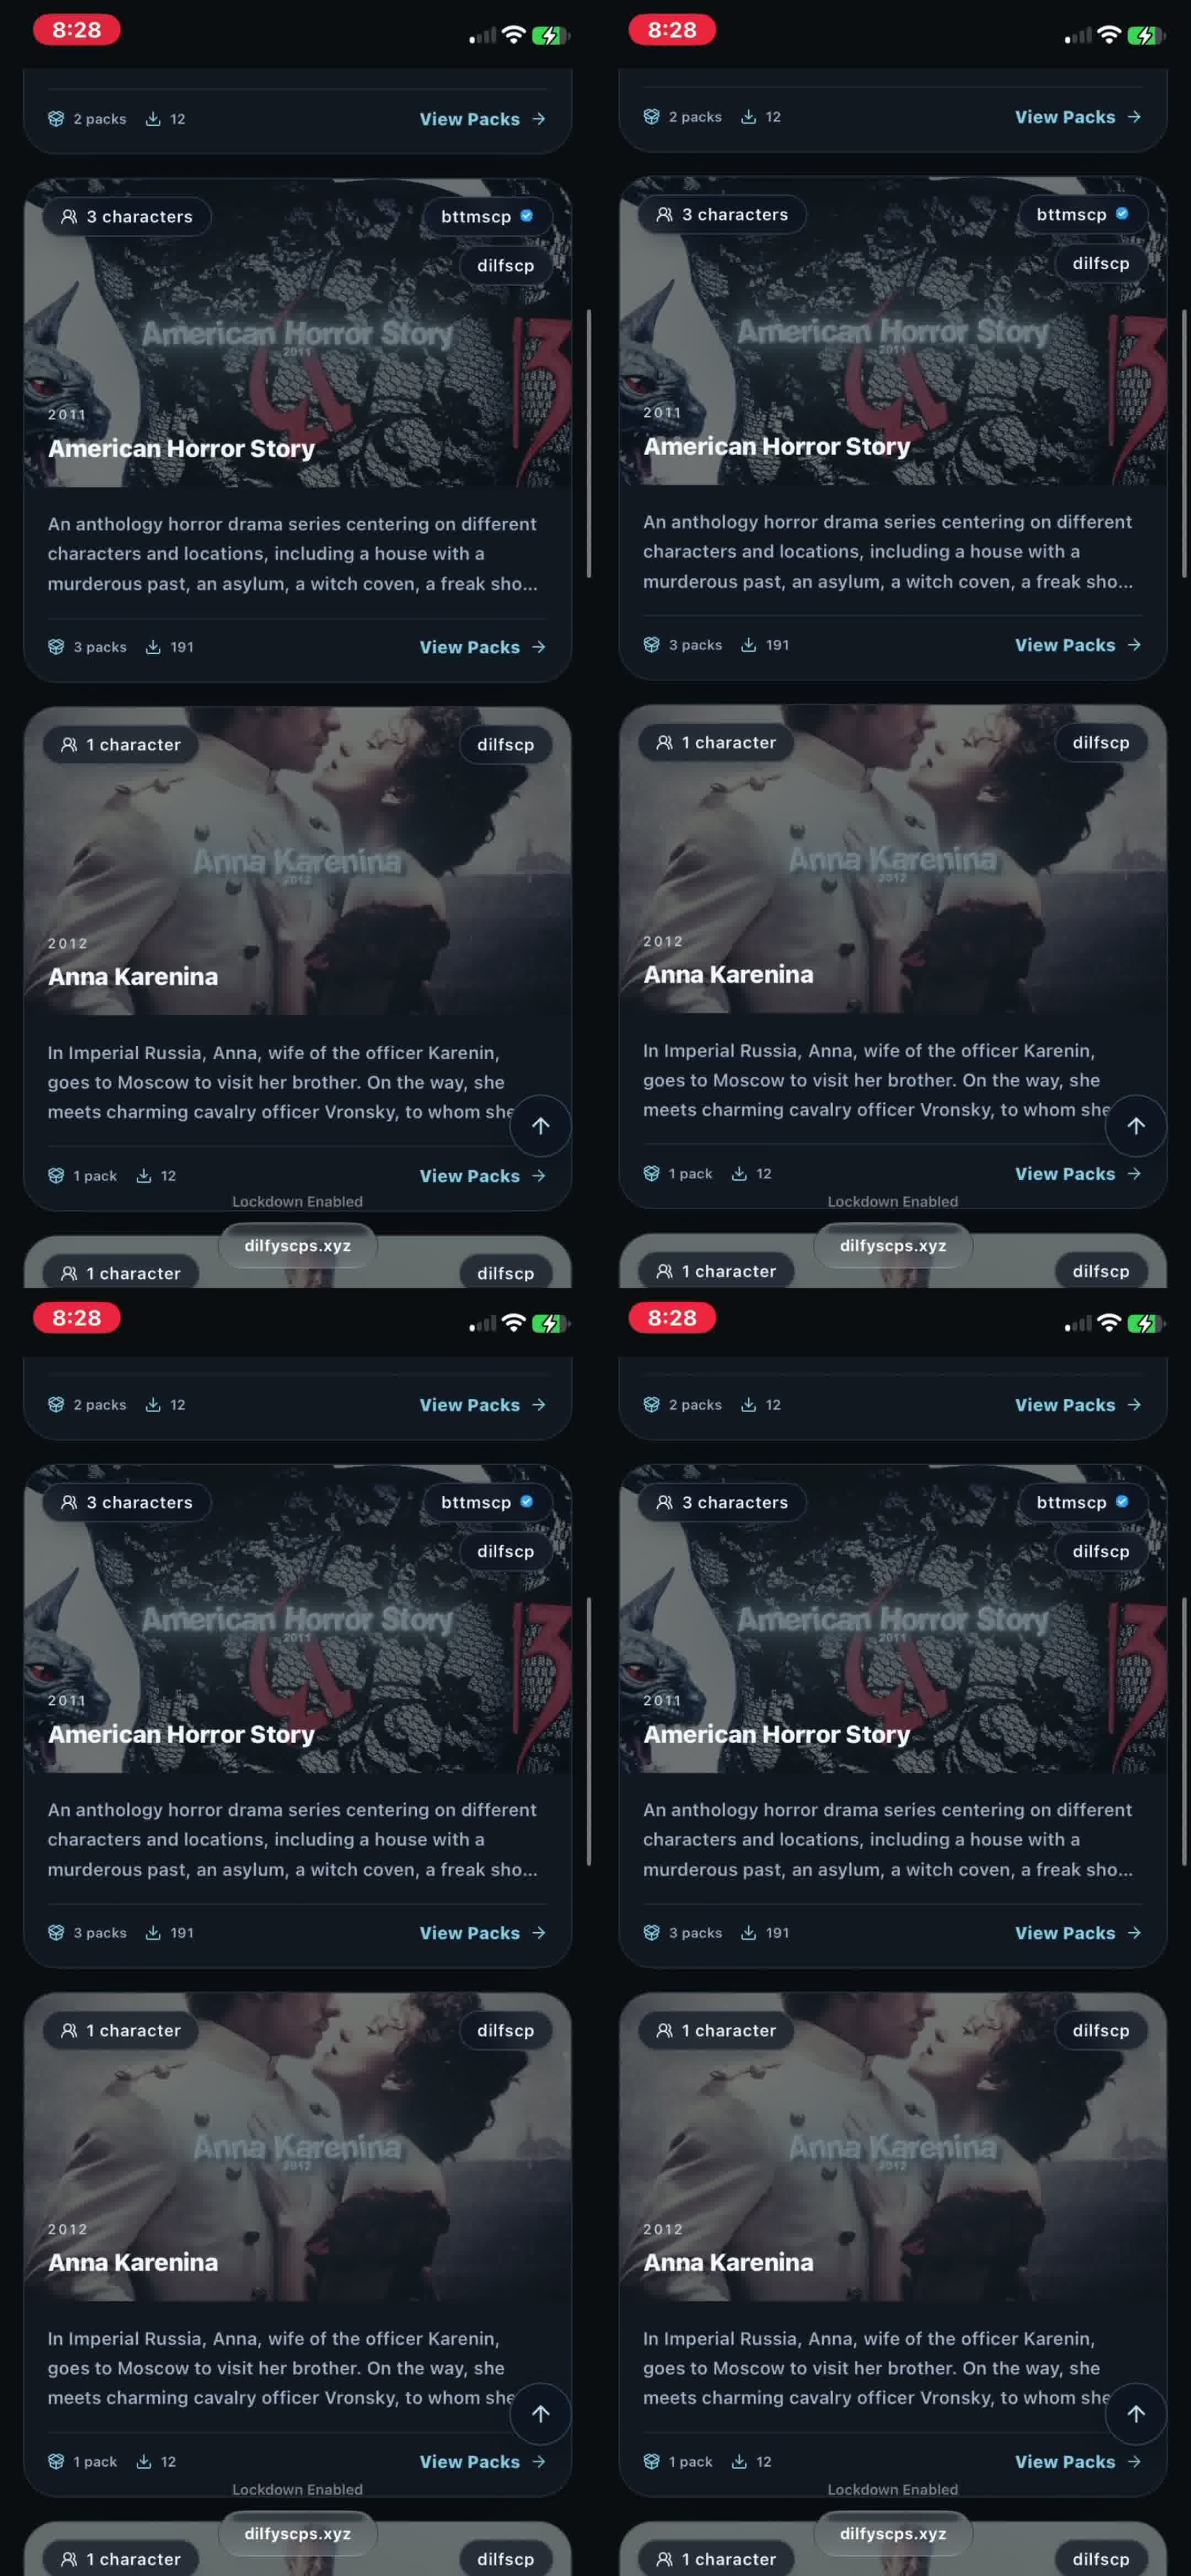 8:28
2 packs 12 View Packs →
3 characters bttmscp
dilfscp
American Horror Story
2011
2011
American Horror Story
An anthology horror drama series centering on different
characters and locations, including a house with a
murderous past, an asylum, a witch coven, a freak sho...
3 packs 191 View Packs →
1 character dilfscp
Anna Karenina
2012
2012
Anna Karenina
In Imperial Russia, Anna, wife of the officer Karenin,
goes to Moscow to visit her brother. On the way, she
meets charming cavalry officer Vronsky, to whom she
1 pack 12 View Packs →
Lockdown Enabled
dilfyscps.xyz
1 character dilfscp
8:28
2 packs 12 View Packs →
3 characters bttmscp
dilfscp
American Horror Story
2011
2011
American Horror Story
An anthology horror drama series centering on different
characters and locations, including a house with a
murderous past, an asylum, a witch coven, a freak sho...
3 packs 191 View Packs →
1 character dilfscp
Anna Karenina
2012
2012
Anna Karenina
In Imperial Russia, Anna, wife of the officer Karenin,
goes to Moscow to visit her brother. On the way, she
meets charming cavalry officer Vronsky, to whom she
1 pack 12 View Packs →
Lockdown Enabled
dilfyscps.xyz
1 character dilfscp
8:28
2 packs 12 View Packs →
3 characters bttmscp
dilfscp
American Horror Story
2011
2011
American Horror Story
An anthology horror drama series centering on different
characters and locations, including a house with a
murderous past, an asylum, a witch coven, a freak sho...
3 packs 191 View Packs →
1 character dilfscp
Anna Karenina
2012
2012
Anna Karenina
In Imperial Russia, Anna, wife of the officer Karenin,
goes to Moscow to visit her brother. On the way, she
meets charming cavalry officer Vronsky, to whom she
1 pack 12 View Packs →
Lockdown Enabled
dilfyscps.xyz
1 character dilfscp
8:28
2 packs 12 View Packs →
3 characters bttmscp
dilfscp
American Horror Story
2011
2011
American Horror Story
An anthology horror drama series centering on different
characters and locations, including a house with a
murderous past, an asylum, a witch coven, a freak sho...
3 packs 191 View Packs →
1 character dilfscp
Anna Karenina
2012
2012
Anna Karenina
In Imperial Russia, Anna, wife of the officer Karenin,
goes to Moscow to visit her brother. On the way, she
meets charming cavalry officer Vronsky, to whom she
1 pack 12 View Packs →
Lockdown Enabled
dilfyscps.xyz
1 character dilfscp